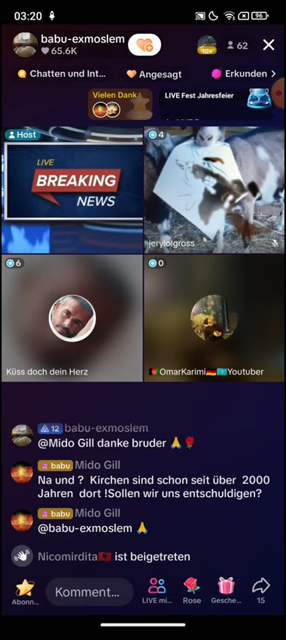 03:20
96
babu-exmoslem
65.6K
62
Chatten und Int...
Angesagt
Erkunden
Vielen Dank
LIVE Fest Jahresfeier
Host
LIVE
BREAKING
NEWS
4
jerylolgross
6
Küss doch dein Herz
0
OmarKarimi🇩🇪🇰🇿Youtuber
12 babu-exmoslem
@Mido Gill danke bruder 🙏🌹
babu Mido Gill
Na und ? Kirchen sind schon seit über 2000
Jahren dort !Sollen wir uns entschuldigen?
babu Mido Gill
@babu-exmoslem 🙏
Nicomirdita🇦🇱 ist beigetreten
Abonn...
Komment...
LIVE mi...
Rose
Gesche...
15